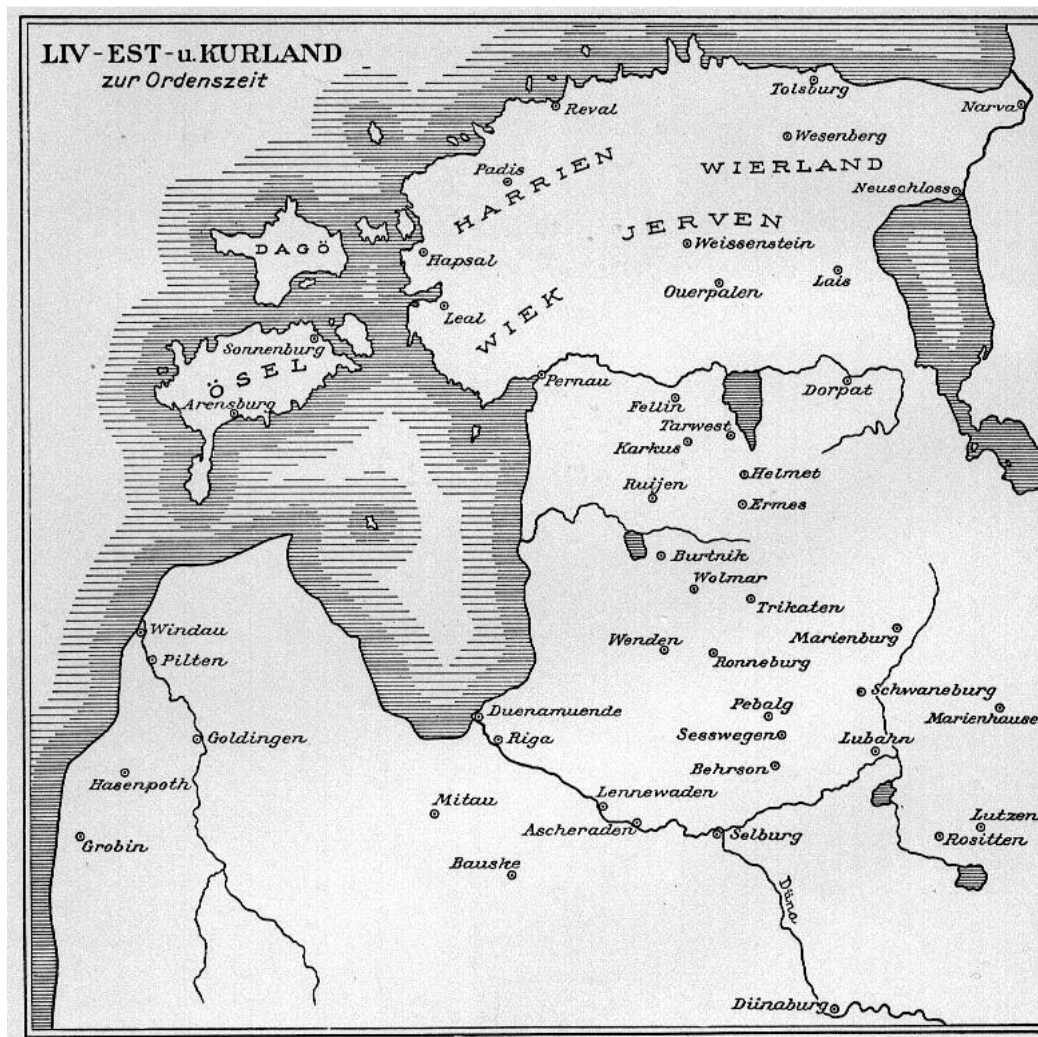 LIV-EST-u.KURLAND
zur Ordenszeit
Tolsburg
Reval
Narva
Wesenberg
WIERLAND
HARRIEN
Padis
Neuschloss
JERVEN
DAGÖ
Hapsal
Weissenstein
Lais
Ouerpalen
WIEK
Leal
Sonnenburg
ÖSEL
Arensburg
Pernau
Dorpat
Fellin
Tarwest
Karkus
Helmet
Ruijen
Ermes
Burtnik
Wolmar
Trikaten
Windau
Wenden
Marienburg
Pilten
Ronneburg
Schwaneburg
Duenamuende
Pebalg
Marienhause
Goldingen
Riga
Sesswegen
Lubahn
Hasenpoth
Behrson
Mitau
Lennewaden
Lutzen
Grobin
Ascheraden
Selburg
Rositten
Bauske
Düna
Dünaburg